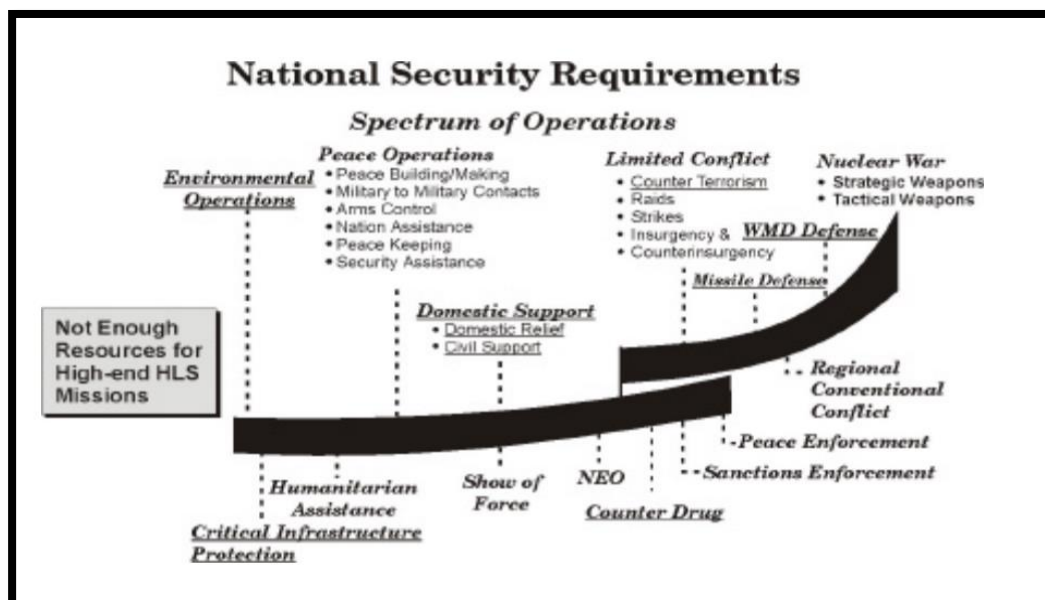 National Security Requirements
Spectrum of Operations
Environmental
Operations
Peace Operations
• Peace Building/Making
• Military to Military Contacts
• Arms Control
• Nation Assistance
• Peace Keeping
• Security Assistance
Limited Conflict
• Counter Terrorism
• Raids
• Strikes
• Insurgency &
• Counterinsurgency
Nuclear War
• Strategic Weapons
• Tactical Weapons
WMD Defense
Missile Defense
Domestic Support
• Domestic Relief
• Civil Support
Not Enough
Resources for
High-end HLS
Missions
Regional
Conventional
Conflict
Peace Enforcement
Sanctions Enforcement
Humanitarian
Assistance
Show of
Force
NEO
Counter Drug
Critical Infrastructure
Protection